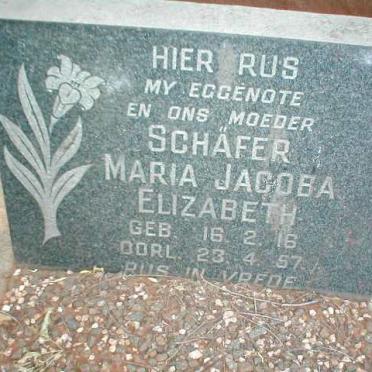 HIER RUS
MY EGGENOTE
EN ONS MOEDER
SCHÄFER
MARIA JACOBA
ELIZABETH
GEB. 16. 2. 16
OORL. 23. 4. 57
RUS IN VREDE